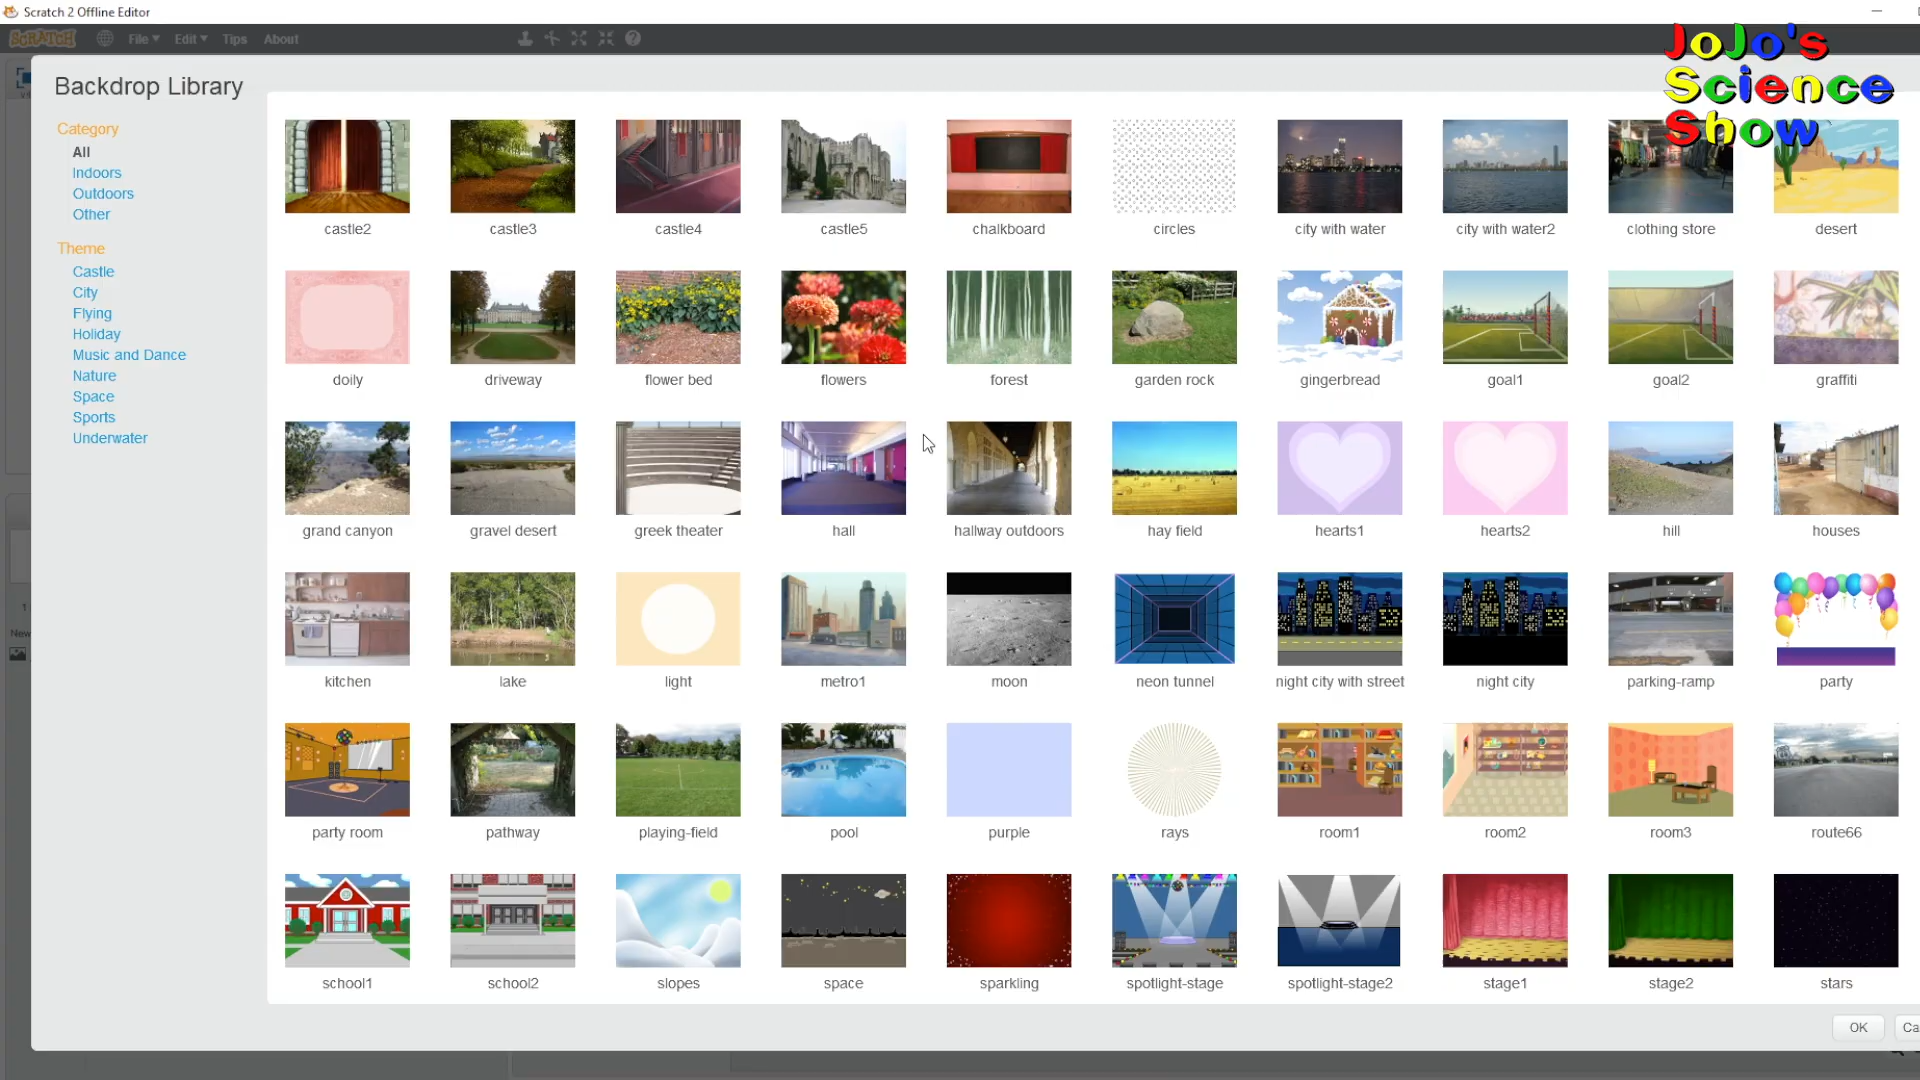 Scratch 2 Offline Editor
SCRATCH File Edit Tips About
JoJo's
Science
Show
Backdrop Library
Category
All
Indoors
Outdoors
Other
Theme
Castle
City
Flying
Holiday
Music and Dance
Nature
Space
Sports
Underwater
castle2 castle3 castle4 castle5 chalkboard circles city with water city with water2 clothing store desert
doily driveway flower bed flowers forest garden rock gingerbread goal1 goal2 graffiti
grand canyon gravel desert greek theater hall hallway outdoors hay field hearts1 hearts2 hill houses
kitchen lake light metro1 moon neon tunnel night city with street night city parking-ramp party
party room pathway playing-field pool purple rays room1 room2 room3 route66
school1 school2 slopes space sparkling spotlight-stage spotlight-stage2 stage1 stage2 stars
New
OK